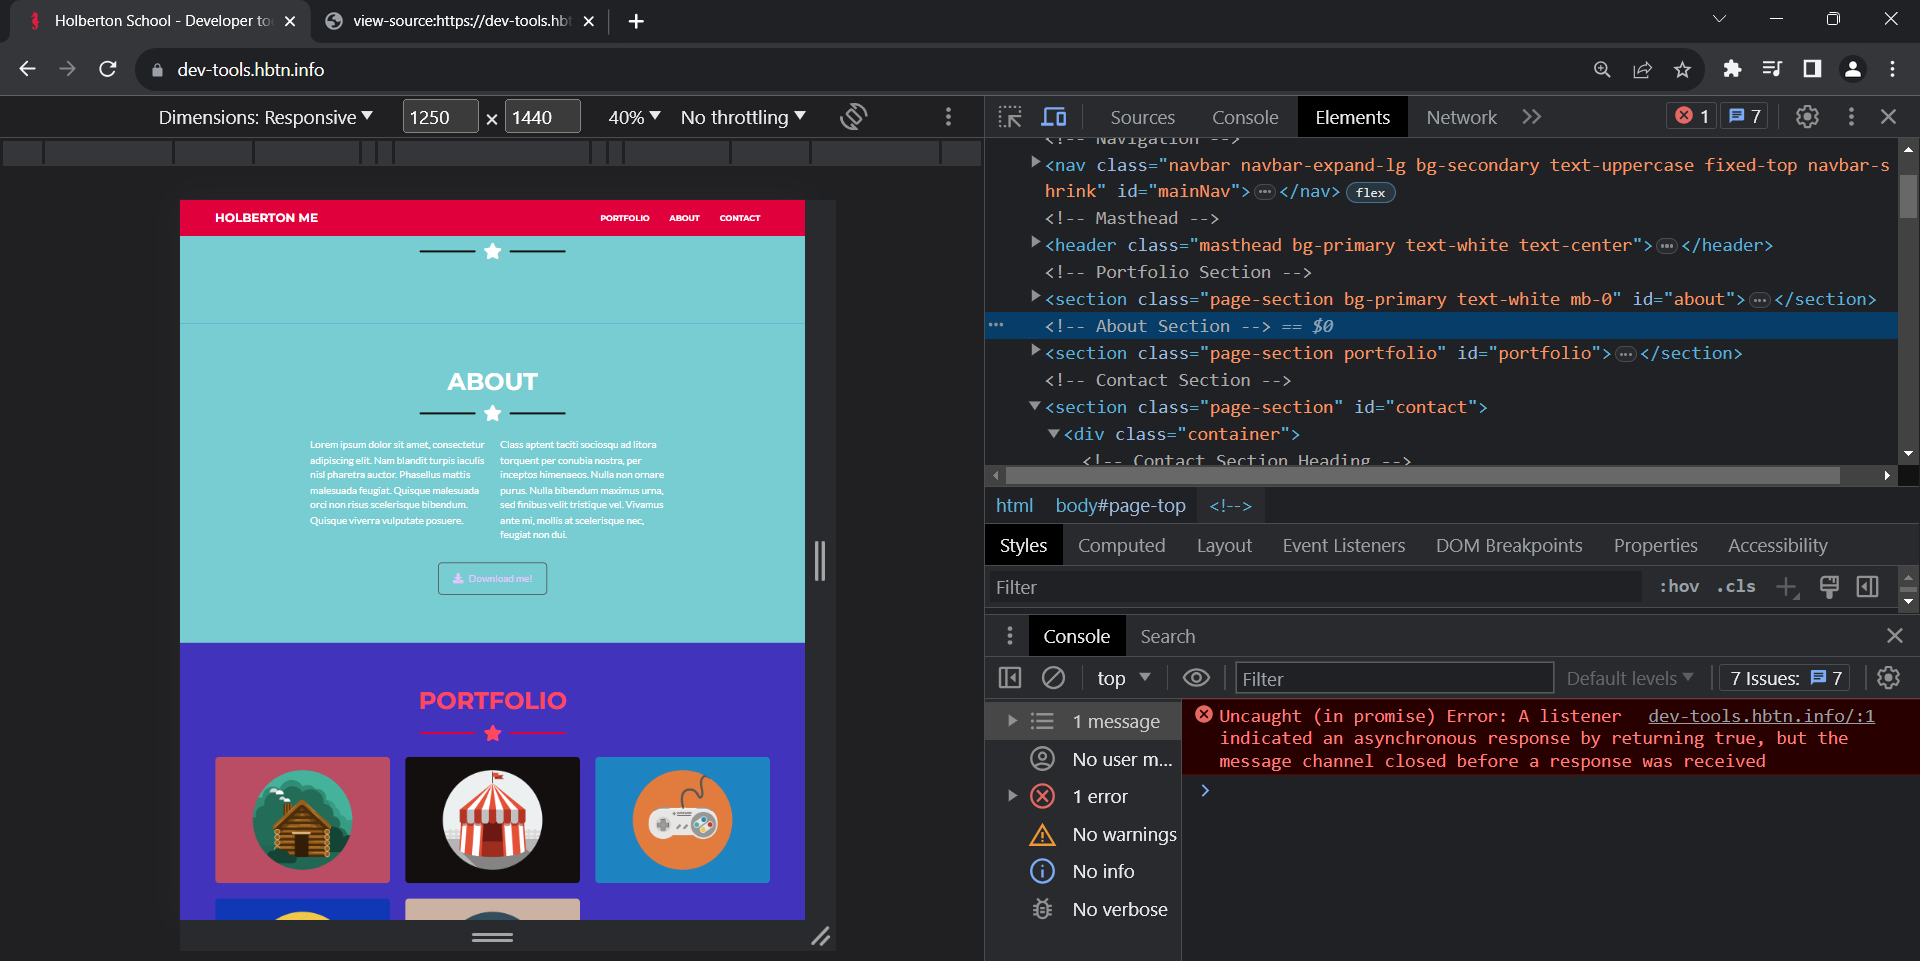 Holberton School - Developer to
view-source:https://dev-tools.hbt
dev-tools.hbtn.info
Dimensions: Responsive
1250 × 1440
40%
No throttling
HOLBERTON ME
PORTFOLIO
ABOUT
CONTACT
ABOUT
Lorem ipsum dolor sit amet, consectetur
adipiscing elit. Nam blandit turpis iaculis
nisl pharetra auctor. Phasellus mattis
malesuada feugiat. Quisque malesuada
orci non risus scelerisque bibendum.
Quisque viverra vulputate posuere.
Class aptent taciti sociosqu ad litora
torquent per conubia nostra, per
inceptos himenaeos. Nulla non ornare
purus. Nulla bibendum maximus urna,
sed finibus velit tristique vel. Vivamus
ante mi, mollis at scelerisque nec,
feugiat non dui.
Download me!
PORTFOLIO
Sources
Console
Elements
Network
1
7
<!-- Navigation -->
<nav class="navbar navbar-expand-lg bg-secondary text-uppercase fixed-top navbar-s
hrink" id="mainNav">…</nav> flex
<!-- Masthead -->
<header class="masthead bg-primary text-white text-center">…</header>
<!-- Portfolio Section -->
<section class="page-section bg-primary text-white mb-0" id="about">…</section>
<!-- About Section --> == $0
<section class="page-section portfolio" id="portfolio">…</section>
<!-- Contact Section -->
<section class="page-section" id="contact">
<div class="container">
<!-- Contact Section Heading -->
html
body#page-top
<!-->
Styles
Computed
Layout
Event Listeners
DOM Breakpoints
Properties
Accessibility
Filter
:hov
.cls
Console
Search
top
Filter
Default levels
7 Issues: 7
1 message
No user m...
1 error
No warnings
No info
No verbose
Uncaught (in promise) Error: A listener dev-tools.hbtn.info/:1
indicated an asynchronous response by returning true, but the
message channel closed before a response was received